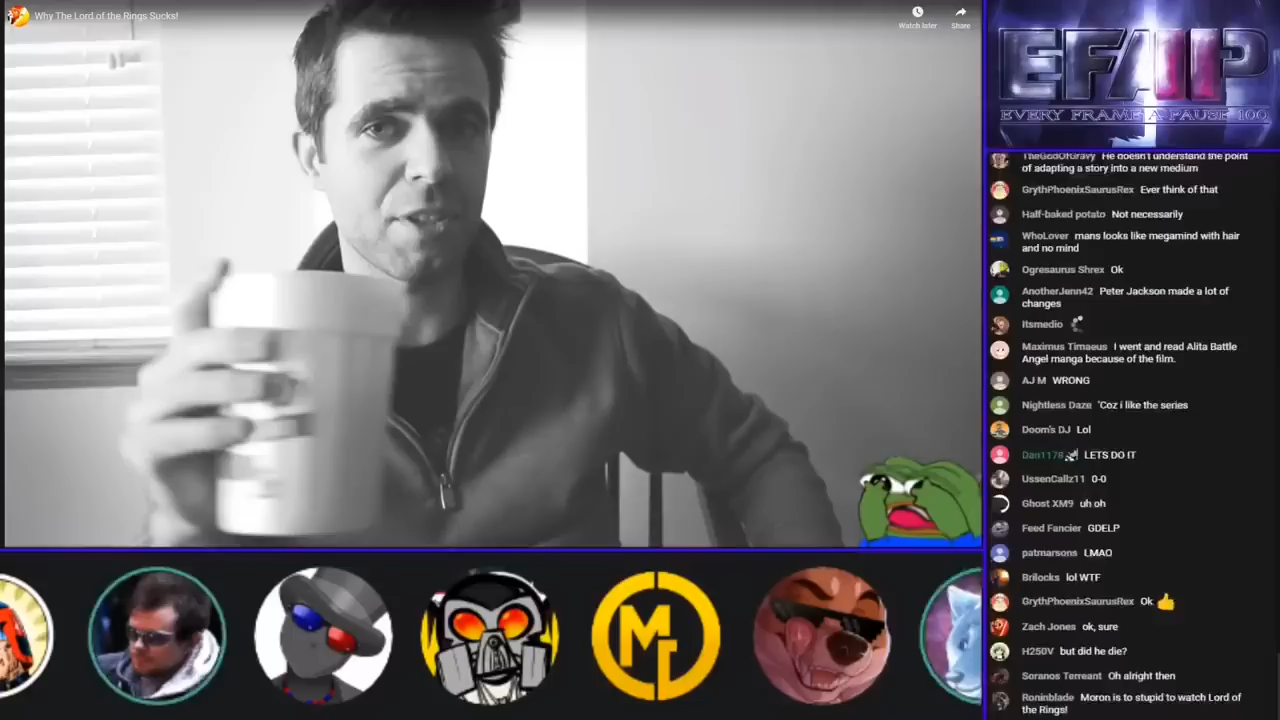 Why The Lord of the Rings Sucks!
Watch later
Share
EFAP
EVERY FRAME A PAUSE 100
TheGodOfGravy He doesn't understand the point
of adapting a story into a new medium
GrythPhoenixSaurusRex Ever think of that
Half-baked potato Not necessarily
WhoLover mans looks like megamind with hair
and no mind
Ogresaurus Shrex Ok
AnotherJenn42 Peter Jackson made a lot of
changes
Itsmedio
Maximus Timaeus I went and read Alita Battle
Angel manga because of the film.
AJ M WRONG
Nightless Daze 'Coz i like the series
Doom's DJ Lol
Dan1178 LETS DO IT
UssenCallz11 0-0
Ghost XM9 uh oh
Feed Fancier GDELP
patmarsons LMAO
Brilocks lol WTF
GrythPhoenixSaurusRex Ok
Zach Jones ok, sure
H250V but did he die?
Soranos Terreant Oh alright then
Roninblade Moron is to stupid to watch Lord of
the Rings!